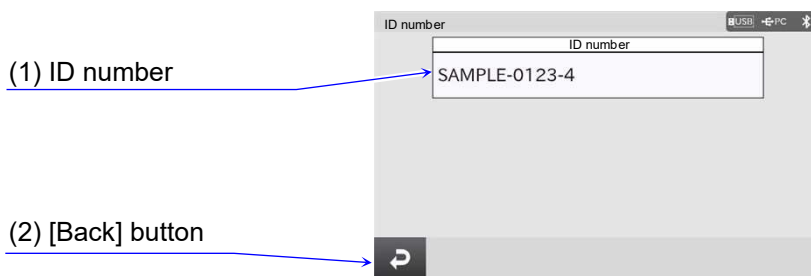 ID number
USB PC
ID number
(1) ID number
SAMPLE-0123-4
(2) [Back] button